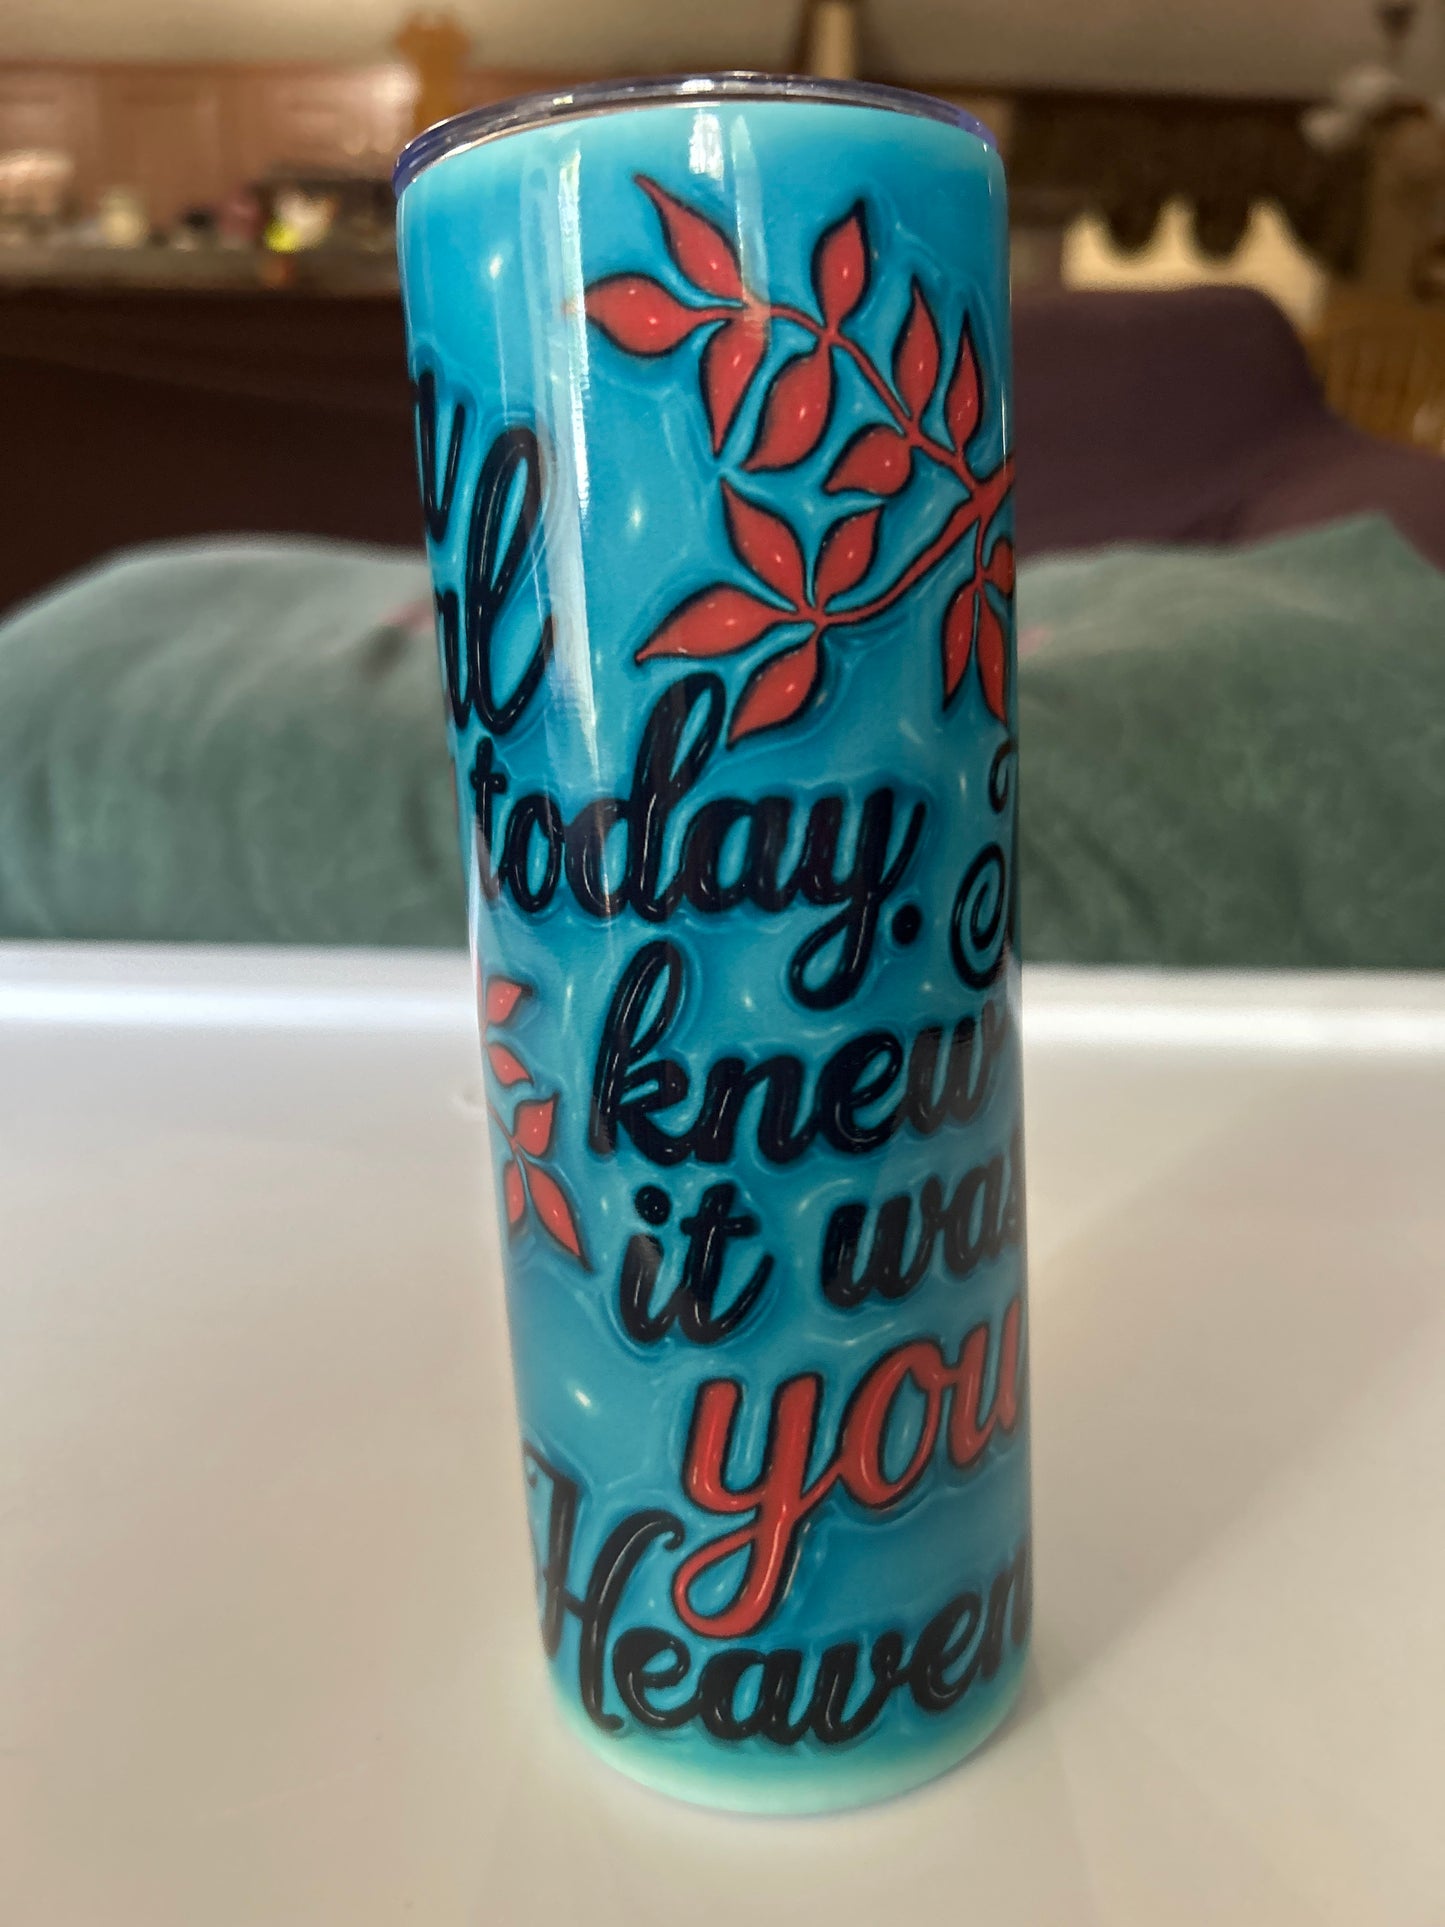 today.
knew
it was
you
Heaven